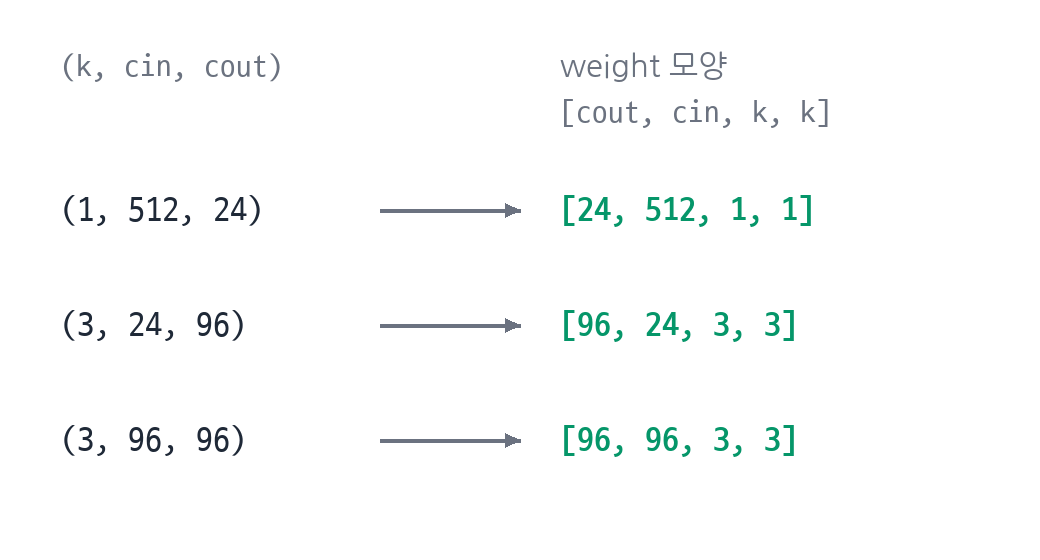 (k, cin, cout)
weight 모양
[cout, cin, k, k]
(1, 512, 24)
[24, 512, 1, 1]
(3, 24, 96)
[96, 24, 3, 3]
(3, 96, 96)
[96, 96, 3, 3]